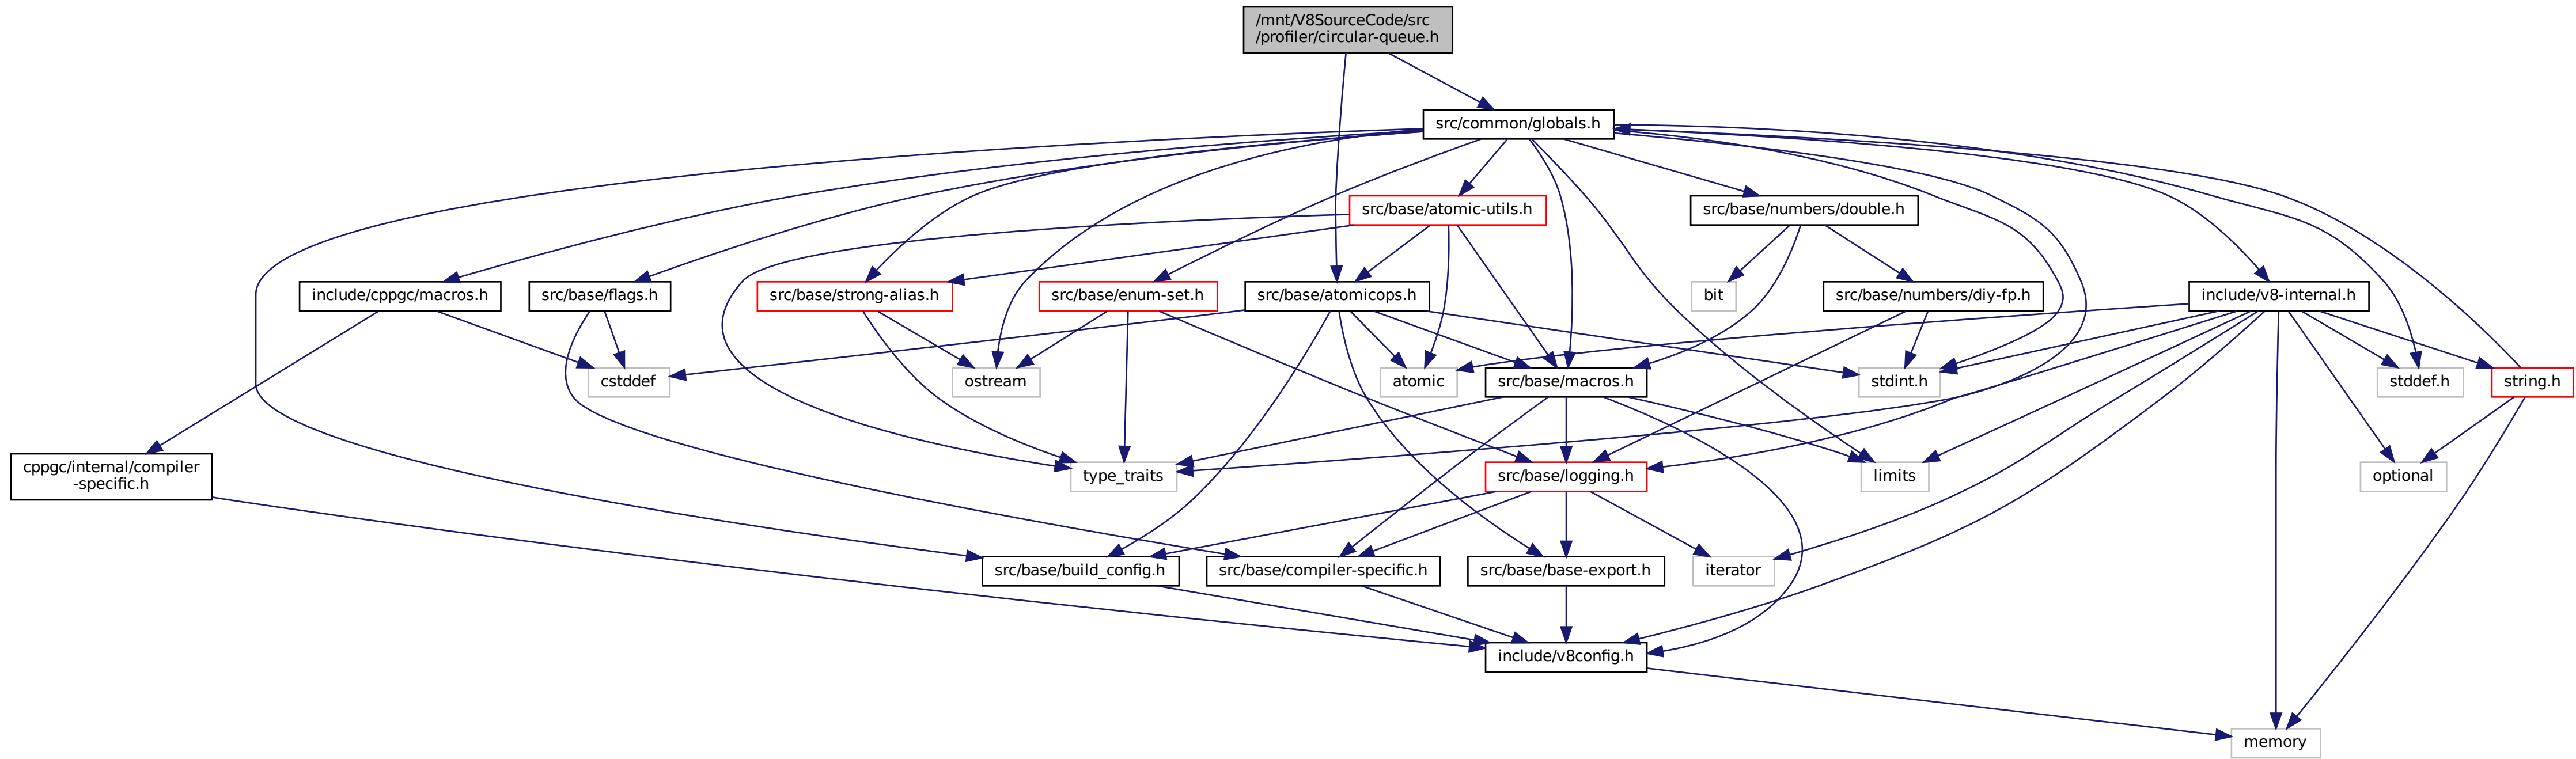 /mnt/V8SourceCode/src
/profiler/circular-queue.h
src/common/globals.h
src/base/atomic-utils.h
src/base/numbers/double.h
include/cppgc/macros.h
src/base/flags.h
src/base/strong-alias.h
src/base/enum-set.h
src/base/atomicops.h
bit
src/base/numbers/diy-fp.h
include/v8-internal.h
cstddef
ostream
atomic
src/base/macros.h
stdint.h
stddef.h
string.h
cppgc/internal/compiler
-specific.h
type_traits
src/base/logging.h
limits
optional
src/base/build_config.h
src/base/compiler-specific.h
src/base/base-export.h
iterator
include/v8config.h
memory